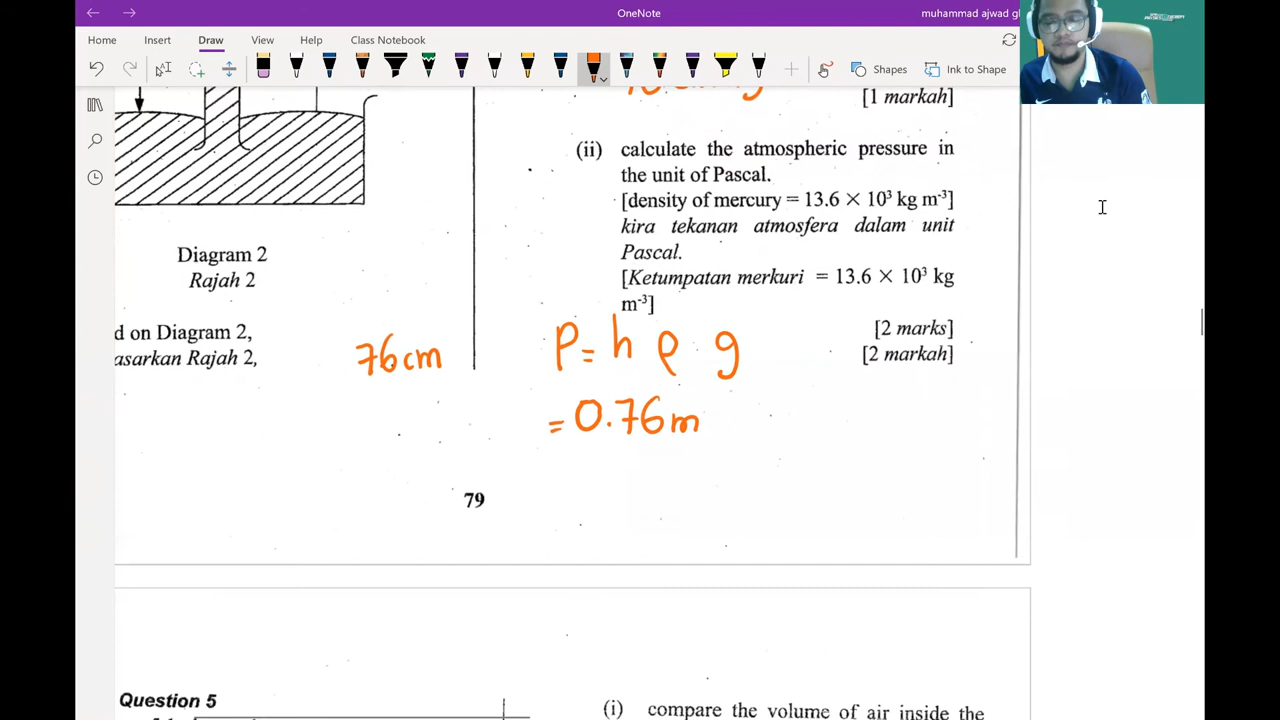 OneNote
muhammad ajwad gh
Home Insert Draw View Help Class Notebook
Shapes
Ink to Shape
[1 markah]
(ii) calculate the atmospheric pressure in
the unit of Pascal.
[density of mercury = 13.6 × 10³ kg m⁻³]
kira tekanan atmosfera dalam unit
Pascal.
[Ketumpatan merkuri = 13.6 × 10³ kg
m⁻³]
[2 marks]
[2 markah]
Diagram 2
Rajah 2
d on Diagram 2,
asarkan Rajah 2,
76cm
P = h ρ g
= 0.76m
79
Question 5
(i) compare the volume of air inside the